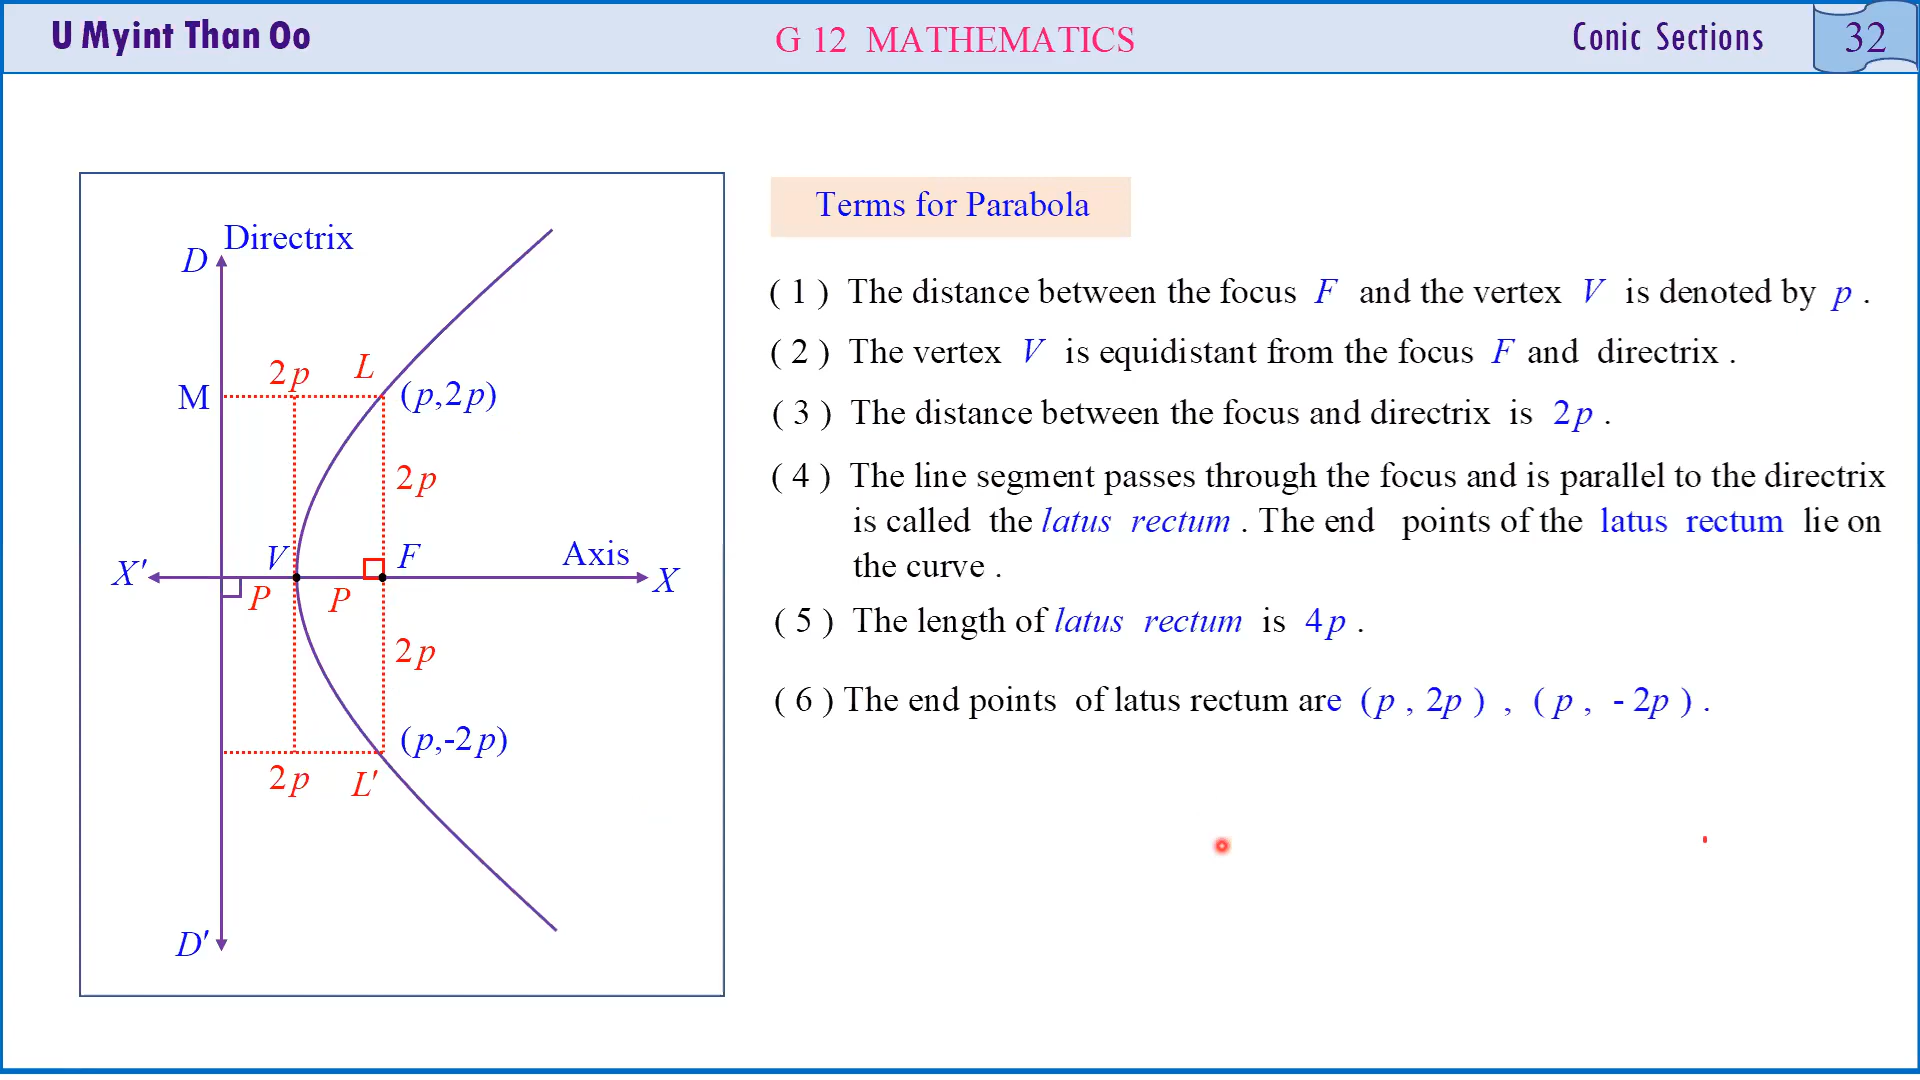 U Myint Than Oo
G 12 MATHEMATICS
Conic Sections
32
Directrix
D
2p
L
M
(p,2p)
2p
V
F
Axis
X'
X
P
P
2p
(p,-2p)
2p
L'
D'
Terms for Parabola
( 1 ) The distance between the focus F and the vertex V is denoted by p .
( 2 ) The vertex V is equidistant from the focus F and directrix .
( 3 ) The distance between the focus and directrix is 2p .
( 4 ) The line segment passes through the focus and is parallel to the directrix
is called the latus rectum . The end points of the latus rectum lie on
the curve .
( 5 ) The length of latus rectum is 4p .
( 6 ) The end points of latus rectum are ( p , 2p ) , ( p , - 2p ) .